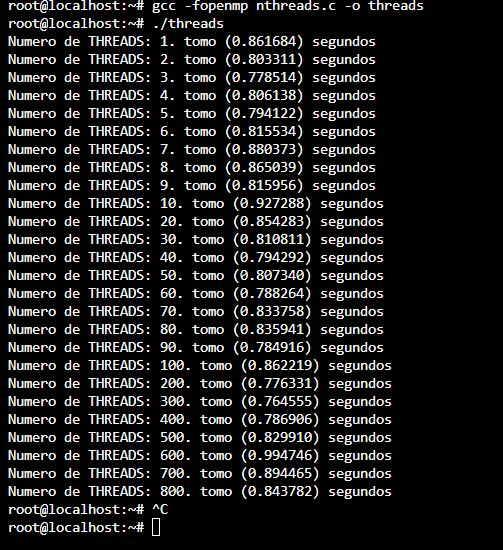 root@localhost:~# gcc -fopenmp nthreads.c -o threads
root@localhost:~# ./threads
Numero de THREADS: 1. tomo (0.861684) segundos
Numero de THREADS: 2. tomo (0.803311) segundos
Numero de THREADS: 3. tomo (0.778514) segundos
Numero de THREADS: 4. tomo (0.806138) segundos
Numero de THREADS: 5. tomo (0.794122) segundos
Numero de THREADS: 6. tomo (0.815534) segundos
Numero de THREADS: 7. tomo (0.880373) segundos
Numero de THREADS: 8. tomo (0.865039) segundos
Numero de THREADS: 9. tomo (0.815956) segundos
Numero de THREADS: 10. tomo (0.927288) segundos
Numero de THREADS: 20. tomo (0.854283) segundos
Numero de THREADS: 30. tomo (0.810811) segundos
Numero de THREADS: 40. tomo (0.794292) segundos
Numero de THREADS: 50. tomo (0.807340) segundos
Numero de THREADS: 60. tomo (0.788264) segundos
Numero de THREADS: 70. tomo (0.833758) segundos
Numero de THREADS: 80. tomo (0.835941) segundos
Numero de THREADS: 90. tomo (0.784916) segundos
Numero de THREADS: 100. tomo (0.862219) segundos
Numero de THREADS: 200. tomo (0.776331) segundos
Numero de THREADS: 300. tomo (0.764555) segundos
Numero de THREADS: 400. tomo (0.786906) segundos
Numero de THREADS: 500. tomo (0.829910) segundos
Numero de THREADS: 600. tomo (0.994746) segundos
Numero de THREADS: 700. tomo (0.894465) segundos
Numero de THREADS: 800. tomo (0.843782) segundos
root@localhost:~# ^C
root@localhost:~#